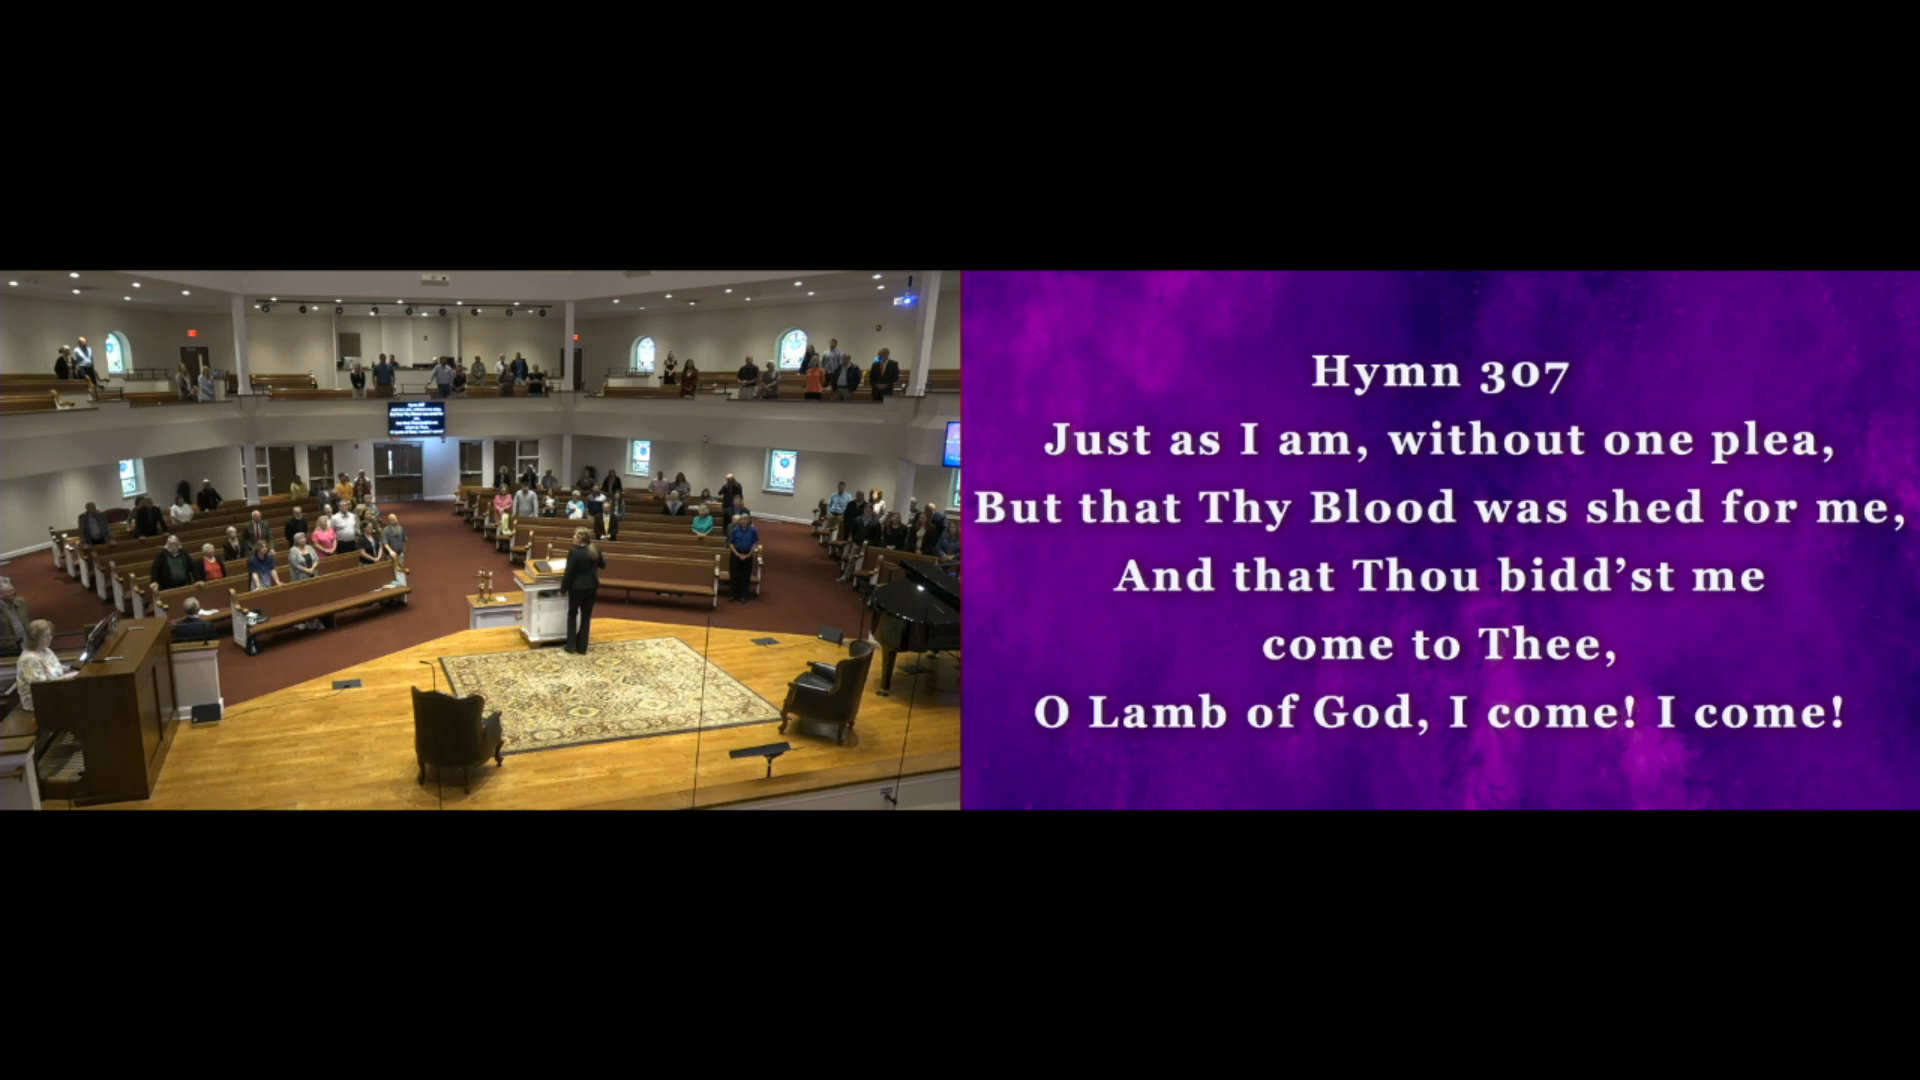 Hymn 307
Just as I am, without one plea,
But that Thy Blood was shed for me,
And that Thou bidd’st me
come to Thee,
O Lamb of God, I come! I come!